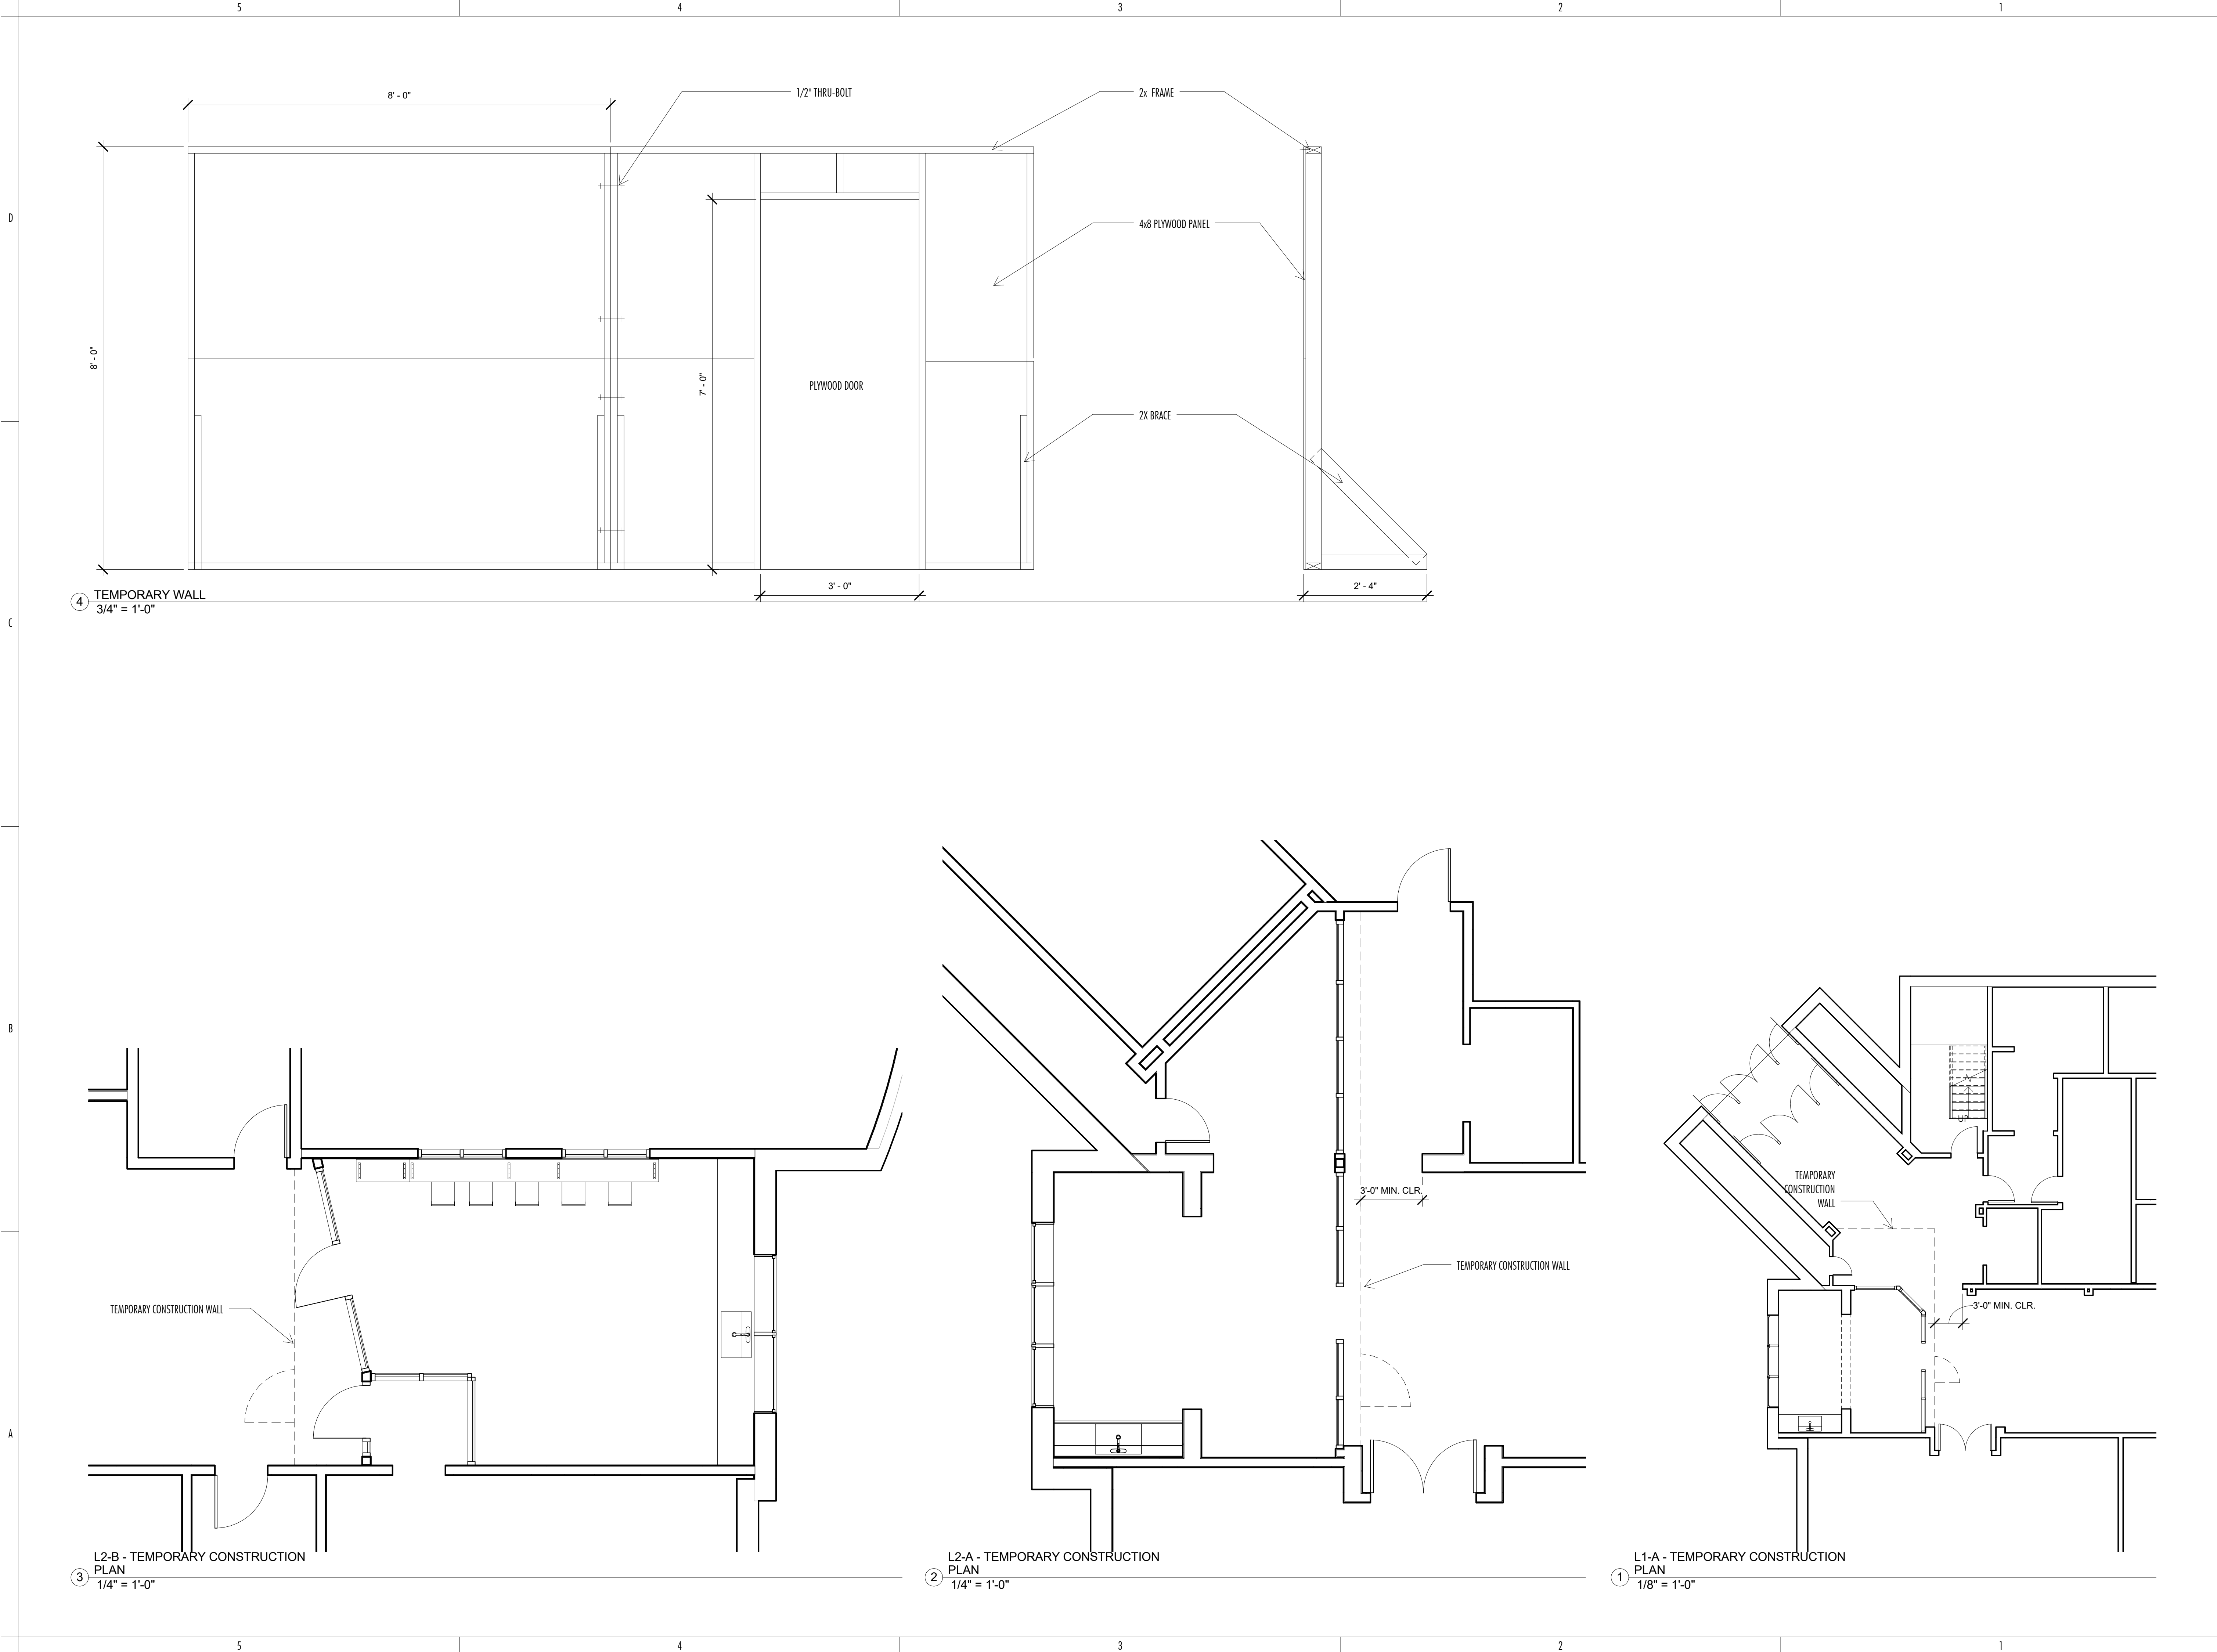 5 4 3 2 1
8' - 0"
1/2" THRU-BOLT
2x FRAME
D
4x8 PLYWOOD PANEL
8' - 0"
7' - 0"
PLYWOOD DOOR
2X BRACE
3' - 0"
2' - 4"
4 TEMPORARY WALL
3/4" = 1'-0"
C
B
UP
TEMPORARY
CONSTRUCTION
WALL
3'-0" MIN. CLR.
TEMPORARY CONSTRUCTION WALL
3'-0" MIN. CLR.
TEMPORARY CONSTRUCTION WALL
A
L2-B - TEMPORARY CONSTRUCTION
PLAN
3
1/4" = 1'-0"
L2-A - TEMPORARY CONSTRUCTION
PLAN
2
1/4" = 1'-0"
L1-A - TEMPORARY CONSTRUCTION
PLAN
1
1/8" = 1'-0"
5 4 3 2 1